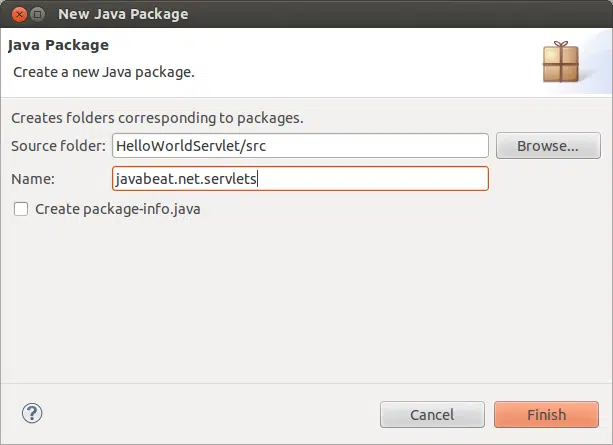 New Java Package
Java Package
Create a new Java package.
Creates folders corresponding to packages.
Source folder: HelloWorldServlet/src Browse...
Name: javabeat.net.servlets
Create package-info.java
? Cancel Finish